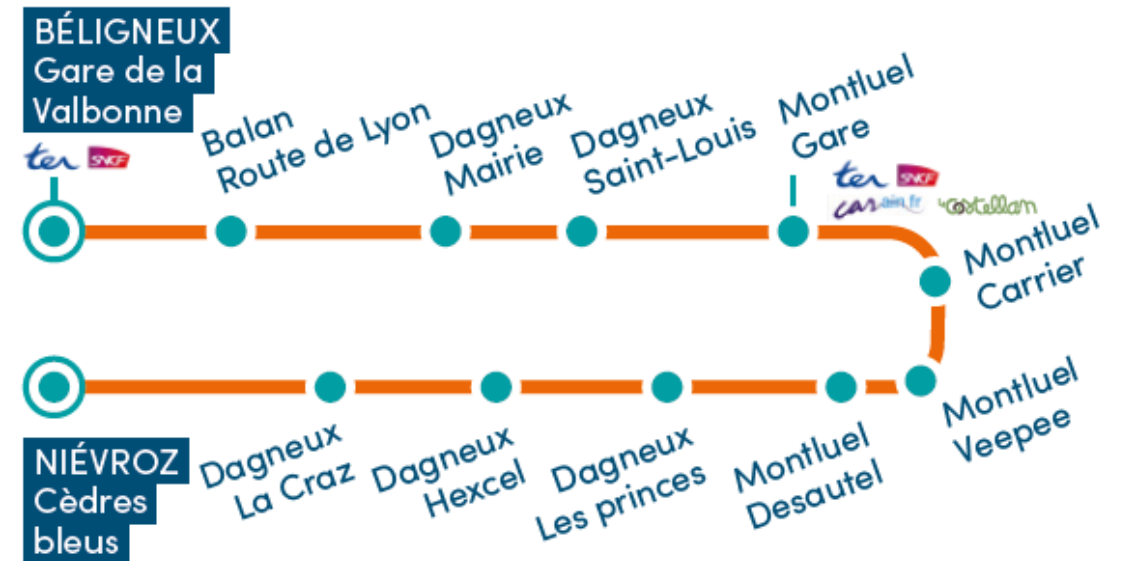 BÉLIGNEUX
Gare de la
Valbonne
ter SNCF
Balan
Route de Lyon
Dagneux
Mairie
Dagneux
Saint-Louis
Montluel
Gare
ter SNCF
car.ain.fr
Costellan
Montluel
Carrier
Montluel
Veepee
Montluel
Desautel
Dagneux
Les princes
Dagneux
Hexcel
Dagneux
La Craz
NIÉVROZ
Cèdres
bleus